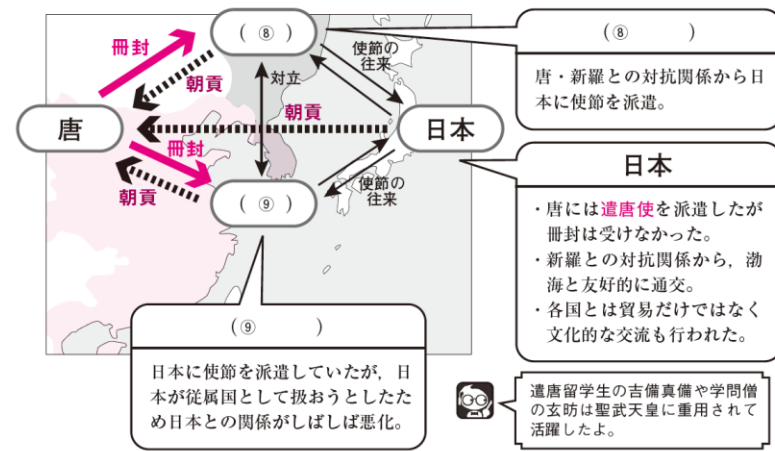 (⑧)
冊封
朝貢
対立
使節の
往来
唐
朝貢
日本
冊封
朝貢
(⑨)
使節の
往来
(⑧)
唐・新羅との対抗関係から日
本に使節を派遣。
日本
・唐には遣唐使を派遣したが
冊封は受けなかった。
・新羅との対抗関係から，渤
海と友好的に通交。
・各国とは貿易だけではなく
文化的な交流も行われた。
(⑨)
日本に使節を派遣していたが，日
本が従属国として扱おうとしたた
め日本との関係がしばしば悪化。
遣唐留学生の吉備真備や学問僧
の玄昉は聖武天皇に重用されて
活躍したよ。